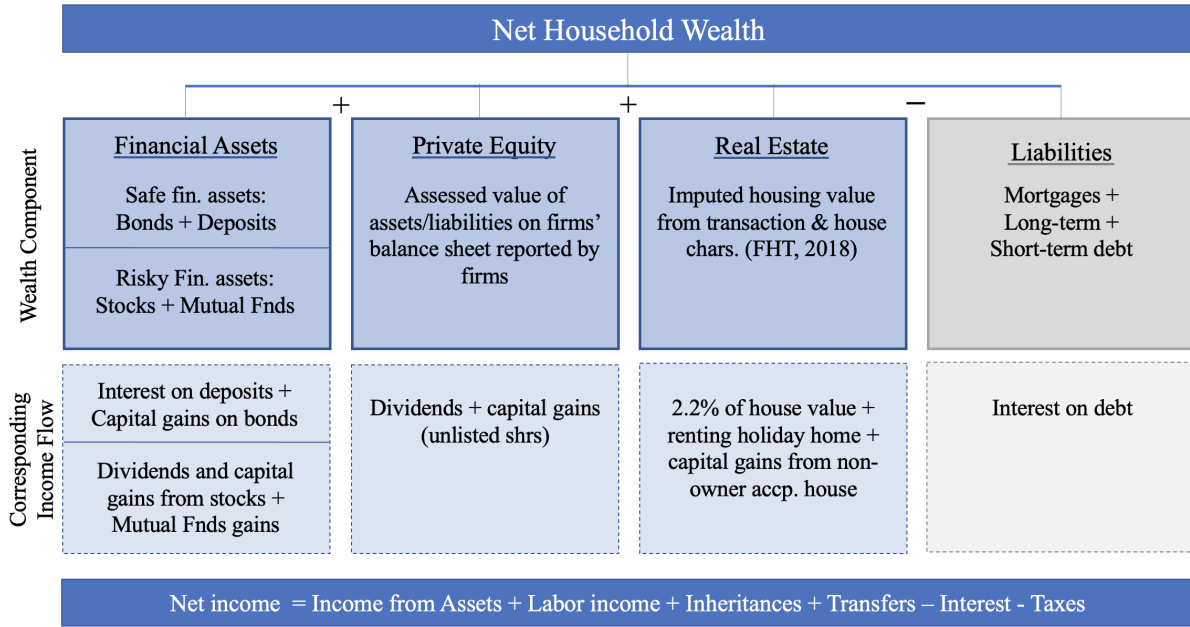 Net Household Wealth
+
+
–
Wealth Component
Financial Assets
Safe fin. assets:
Bonds + Deposits
Risky Fin. assets:
Stocks + Mutual Fnds
Private Equity
Assessed value of
assets/liabilities on firms’
balance sheet reported by
firms
Real Estate
Imputed housing value
from transaction & house
chars. (FHT, 2018)
Liabilities
Mortgages +
Long-term +
Short-term debt
Corresponding
Income Flow
Interest on deposits +
Capital gains on bonds
Dividends and capital
gains from stocks +
Mutual Fnds gains
Dividends + capital gains
(unlisted shrs)
2.2% of house value +
renting holiday home +
capital gains from non-
owner accp. house
Interest on debt
Net income = Income from Assets + Labor income + Inheritances + Transfers – Interest - Taxes